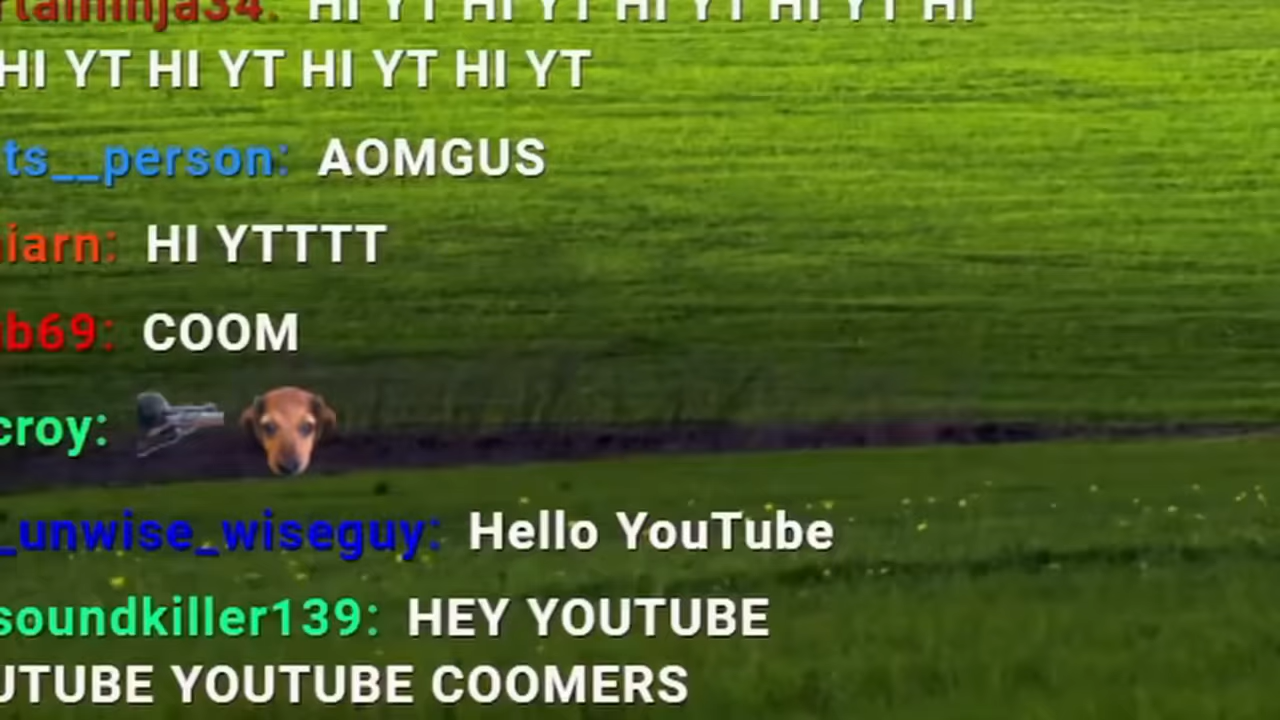 rtaininja34: HI YT HI YT HI YT HI YT HI
HI YT HI YT HI YT HI YT
ts__person: AOMGUS
iarn: HI YTTTT
b69: COOM
croy:
_unwise_wiseguy: Hello YouTube
soundkiller139: HEY YOUTUBE
UTUBE YOUTUBE COOMERS